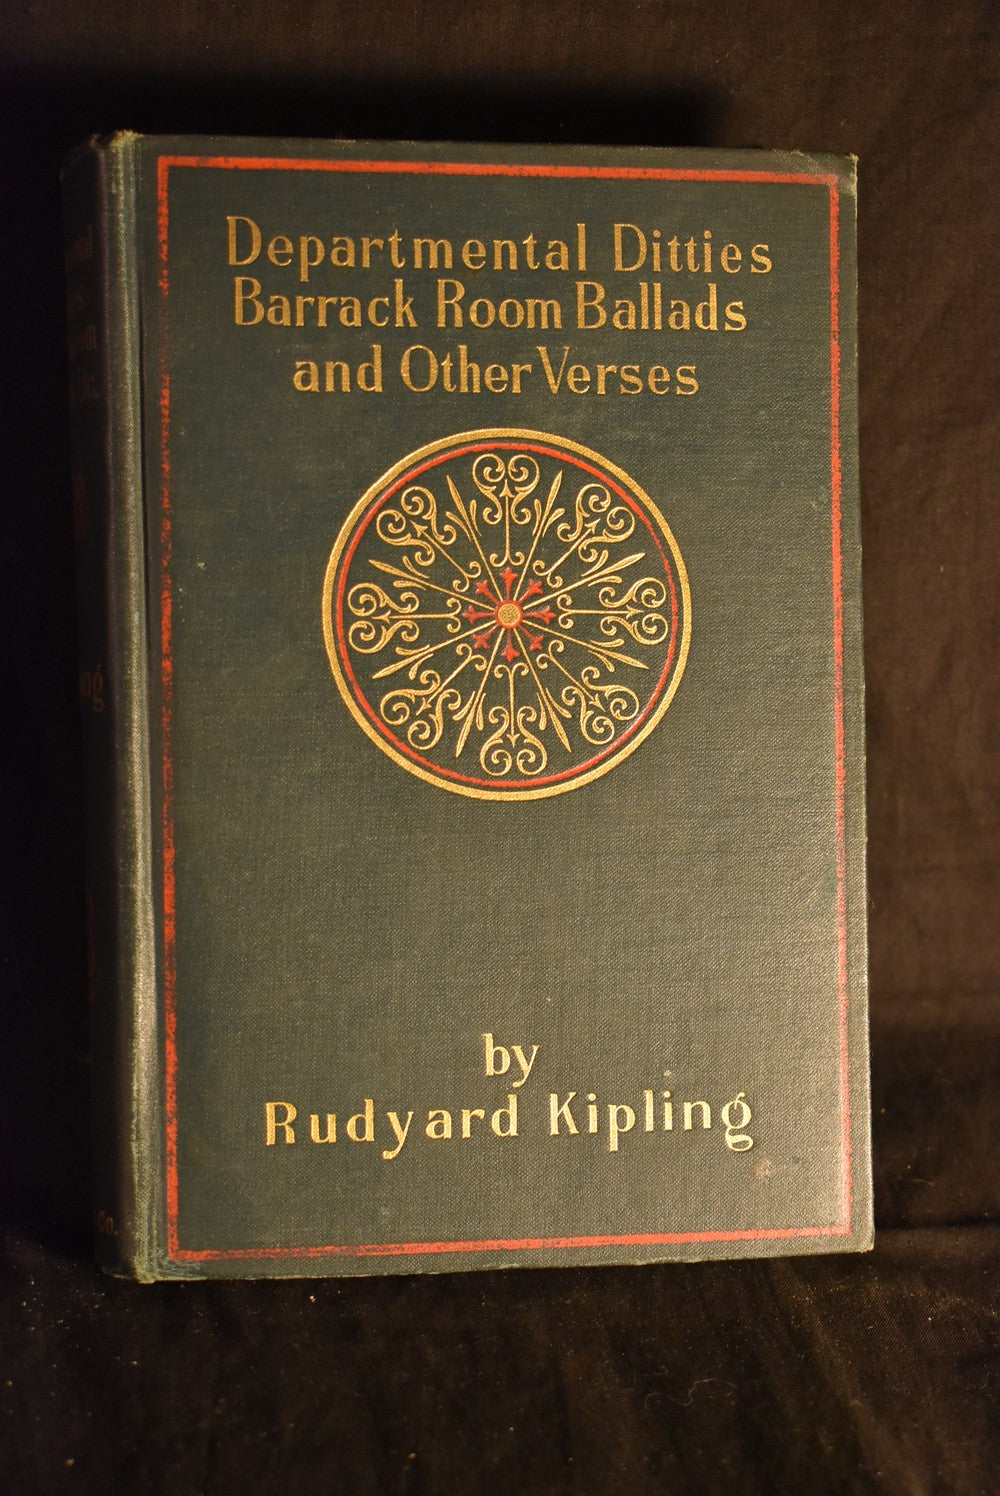 Departmental Ditties
Barrack Room Ballads
and Other Verses
by
Rudyard Kipling